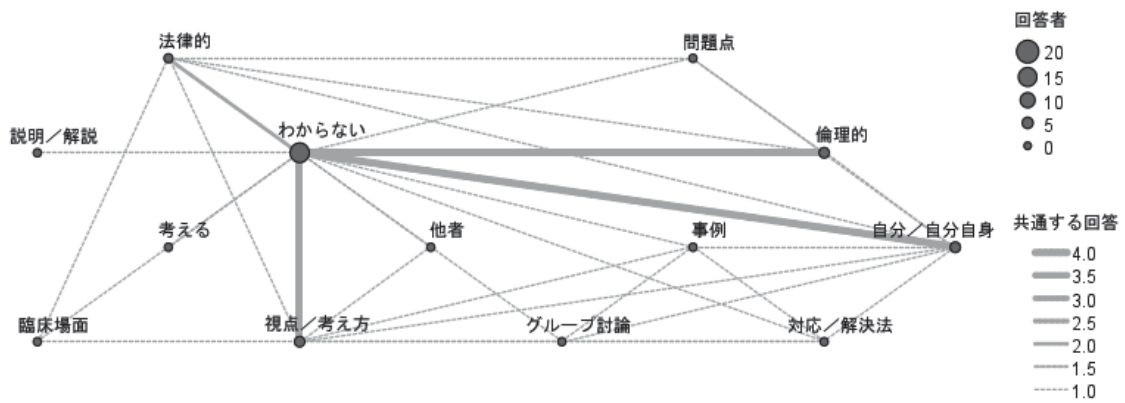 法律的
問題点
わからない
説明／解説
倫理的
考える
他者
事例
自分／自分自身
臨床場面
視点／考え方
グループ討論
対応／解決法
回答者
20
15
10
5
0
共通する回答
4.0
3.5
3.0
2.5
2.0
1.5
1.0